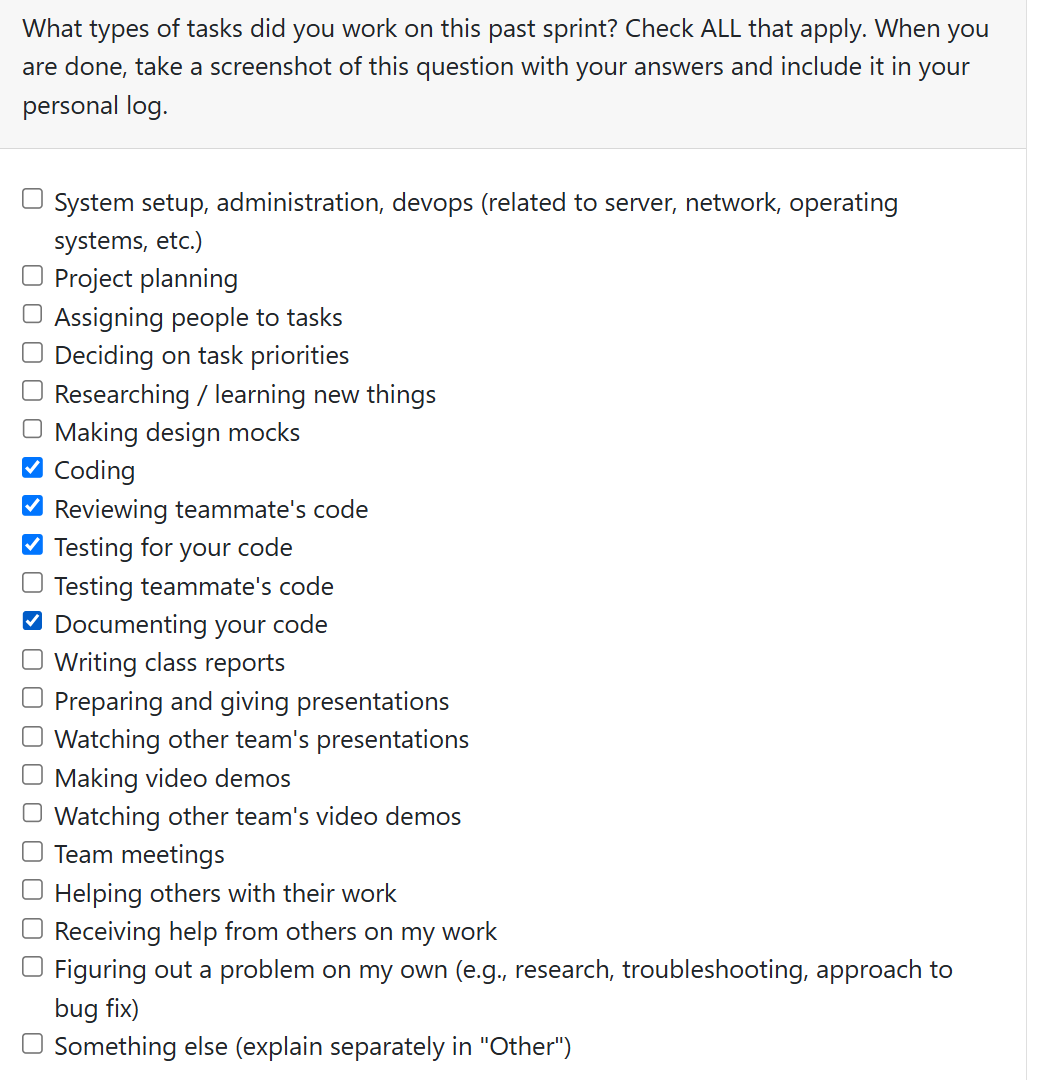 What types of tasks did you work on this past sprint? Check ALL that apply. When you
are done, take a screenshot of this question with your answers and include it in your
personal log.
System setup, administration, devops (related to server, network, operating
systems, etc.)
Project planning
Assigning people to tasks
Deciding on task priorities
Researching / learning new things
Making design mocks
Coding
Reviewing teammate's code
Testing for your code
Testing teammate's code
Documenting your code
Writing class reports
Preparing and giving presentations
Watching other team's presentations
Making video demos
Watching other team's video demos
Team meetings
Helping others with their work
Receiving help from others on my work
Figuring out a problem on my own (e.g., research, troubleshooting, approach to
bug fix)
Something else (explain separately in "Other")